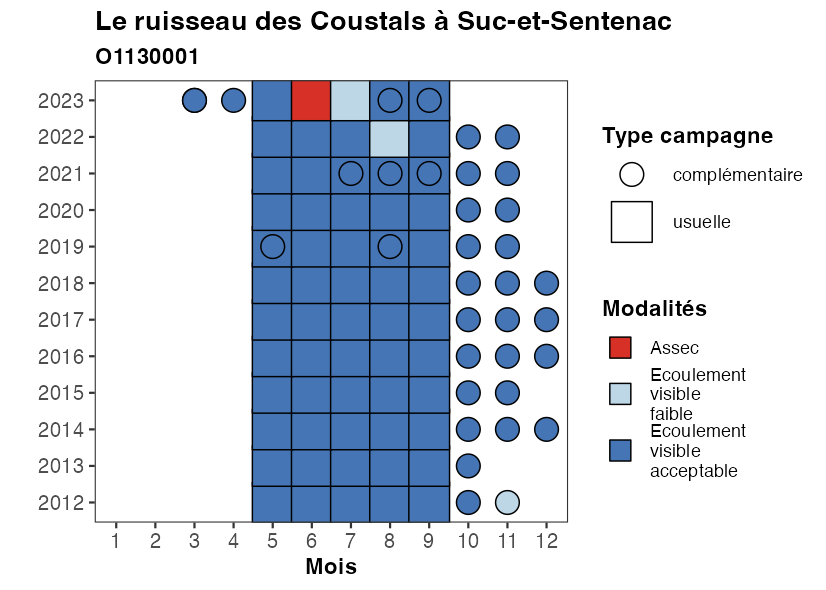 Le ruisseau des Coustals à Suc-et-Sentenac
O1130001
2023
2022
2021
2020
2019
2018
2017
2016
2015
2014
2013
2012
1 2 3 4 5 6 7 8 9 10 11 12
Mois
Type campagne
complémentaire
usuelle
Modalités
Assec
Ecoulement
visible
faible
Ecoulement
visible
acceptable